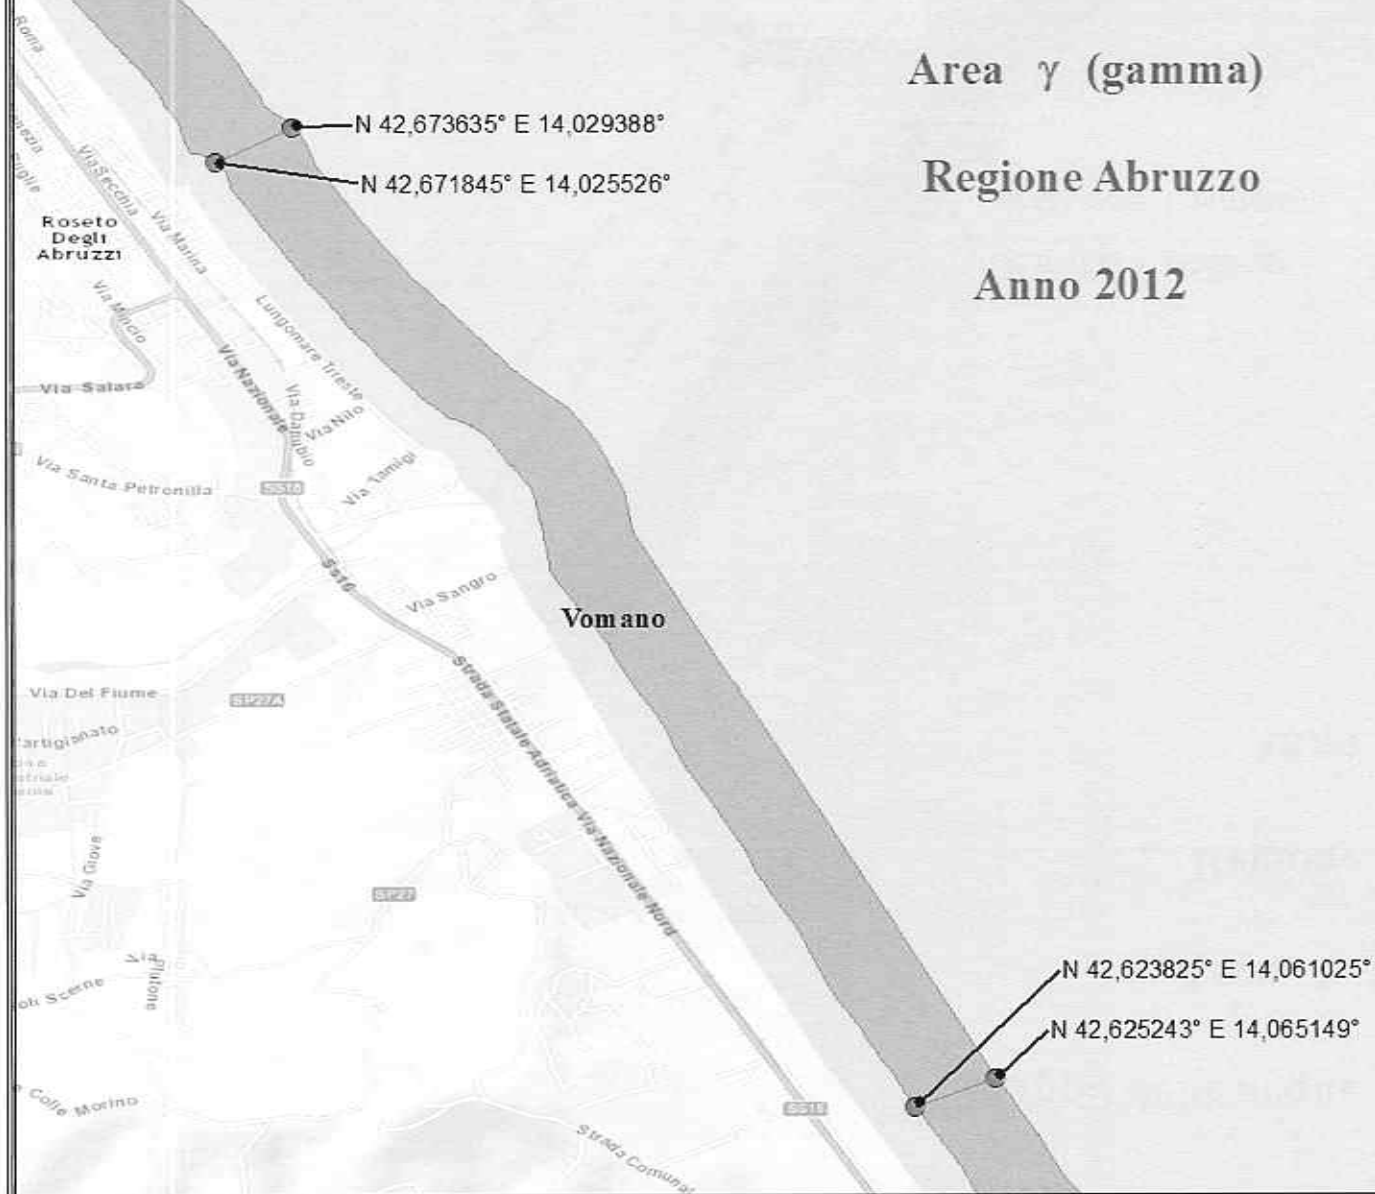 Area γ (gamma)
Regione Abruzzo
Anno 2012
N 42,673635° E 14,029388°
N 42,671845° E 14,025526°
Roma
Via Secchia
Via Marina
Roseto
Degli
Abruzzi
Via Mincio
Lungomare Trieste
Via Nazionale
Via Salara
Via Danubio
Via Nilo
Via Tamigi
Via Santa Petronilla
SS16
SS16
Via Sangro
Vomano
Via Del Fiume
SP27A
Strada Statale Adriatica Via Nazionale Nord
Via Giove
SP27
Via
Plutone
Scerne
N 42,623825° E 14,061025°
N 42,625243° E 14,065149°
Colle Morino
SS16
Strada Comunal